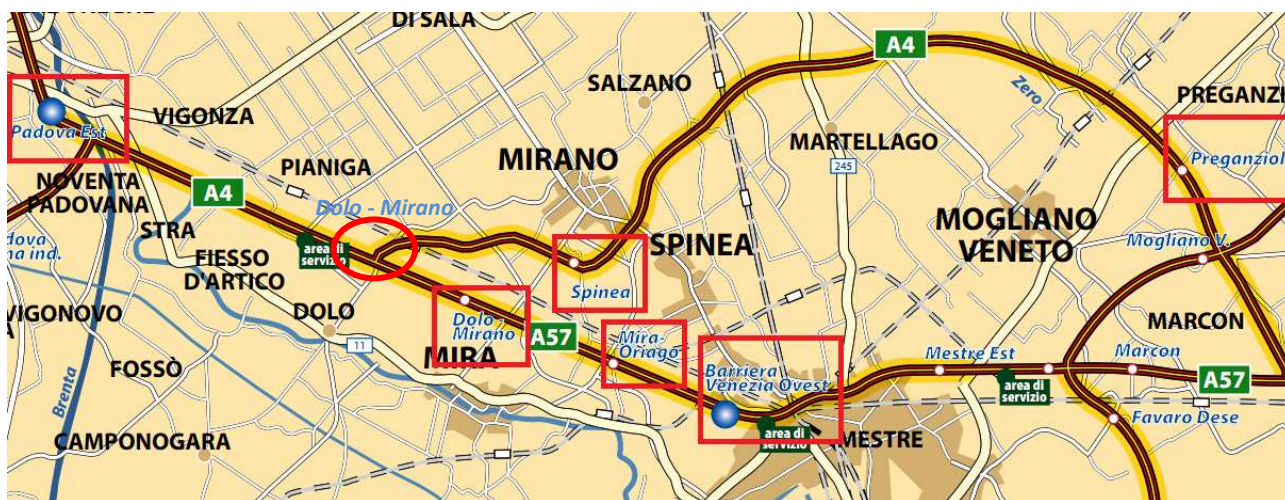 DI SALA
A4
Zero
PREGANZI
SALZANO
VIGONZA
Padova Est
MARTELLAGO
245
Preganziol
PIANIGA
MIRANO
NOVENTA
PADOVANA
A4
Dolo - Mirano
MOGLIANO
VENETO
STRA
area di
servizio
SPINEA
Mogliano V.
dova
na ind.
FIESSO
D'ARTICO
Spinea
VIGONOVO
DOLO
Dolo -
Mirano
A57
Mira-
Oriago
MARCON
11
MIRA
Barriera
Venezia Ovest
Mestre Est
Marcon
A57
FOSSÒ
area di
servizio
Brenta
Favaro Dese
CAMPONOGARA
area di
servizio
MESTRE